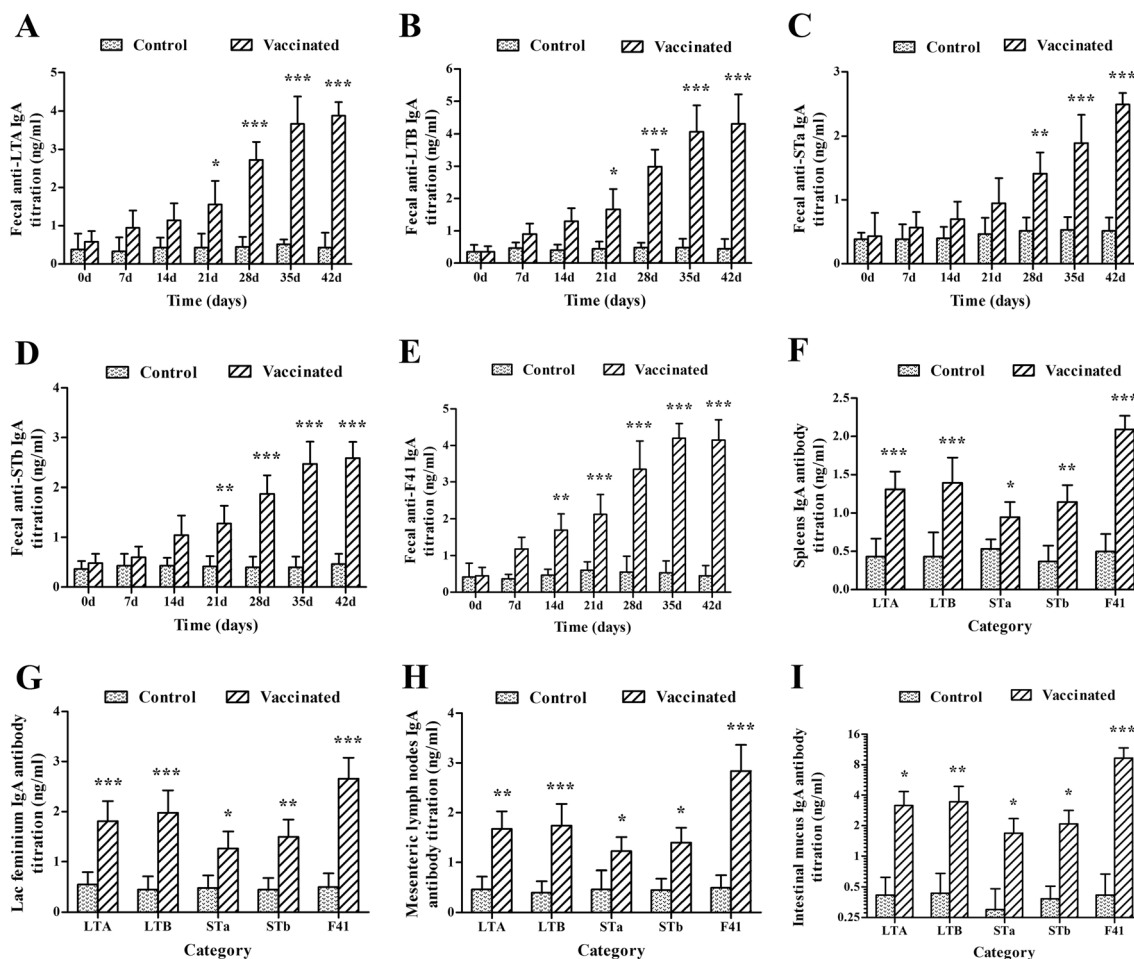 A
Control Vaccinated
Fecal anti-LTA IgA
titration (ng/ml)
5
4
3
2
1
0
* *** *** ***
0d 7d 14d 21d 28d 35d 42d
Time (days)
B
Control Vaccinated
Fecal anti-LTB IgA
titration (ng/ml)
6
5
4
3
2
1
0
* *** *** ***
0d 7d 14d 21d 28d 35d 42d
Time (days)
C
Control Vaccinated
Fecal anti-STa IgA
titration (ng/ml)
3
2
1
0
** *** ***
0d 7d 14d 21d 28d 35d 42d
Time (days)
D
Control Vaccinated
Fecal anti-STb IgA
titration (ng/ml)
4
3
2
1
0
** *** *** ***
0d 7d 14d 21d 28d 35d 42d
Time (days)
E
Control Vaccinated
Fecal anti-F41 IgA
titration (ng/ml)
5
4
3
2
1
0
** *** *** *** ***
0d 7d 14d 21d 28d 35d 42d
Time (days)
F
Control Vaccinated
Spleens IgA antibody
titration (ng/ml)
2.5
2.0
1.5
1.0
0.5
0.0
*** *** * ** ***
LTA LTB STa STb F41
Category
G
Control Vaccinated
Lac feminium IgA antibody
titration (ng/ml)
4
3
2
1
0
*** *** * ** ***
LTA LTB STa STb F41
Category
H
Control Vaccinated
Mesenteric lymph nodes IgA
antibody titration (ng/ml)
4
3
2
1
0
** *** * * ***
LTA LTB STa STb F41
Category
I
Control Vaccinated
Intestinal mucus IgA antibody
titration (ng/ml)
16
4
2
1
0.5
0.25
* ** * * ***
LTA LTB STa STb F41
Category